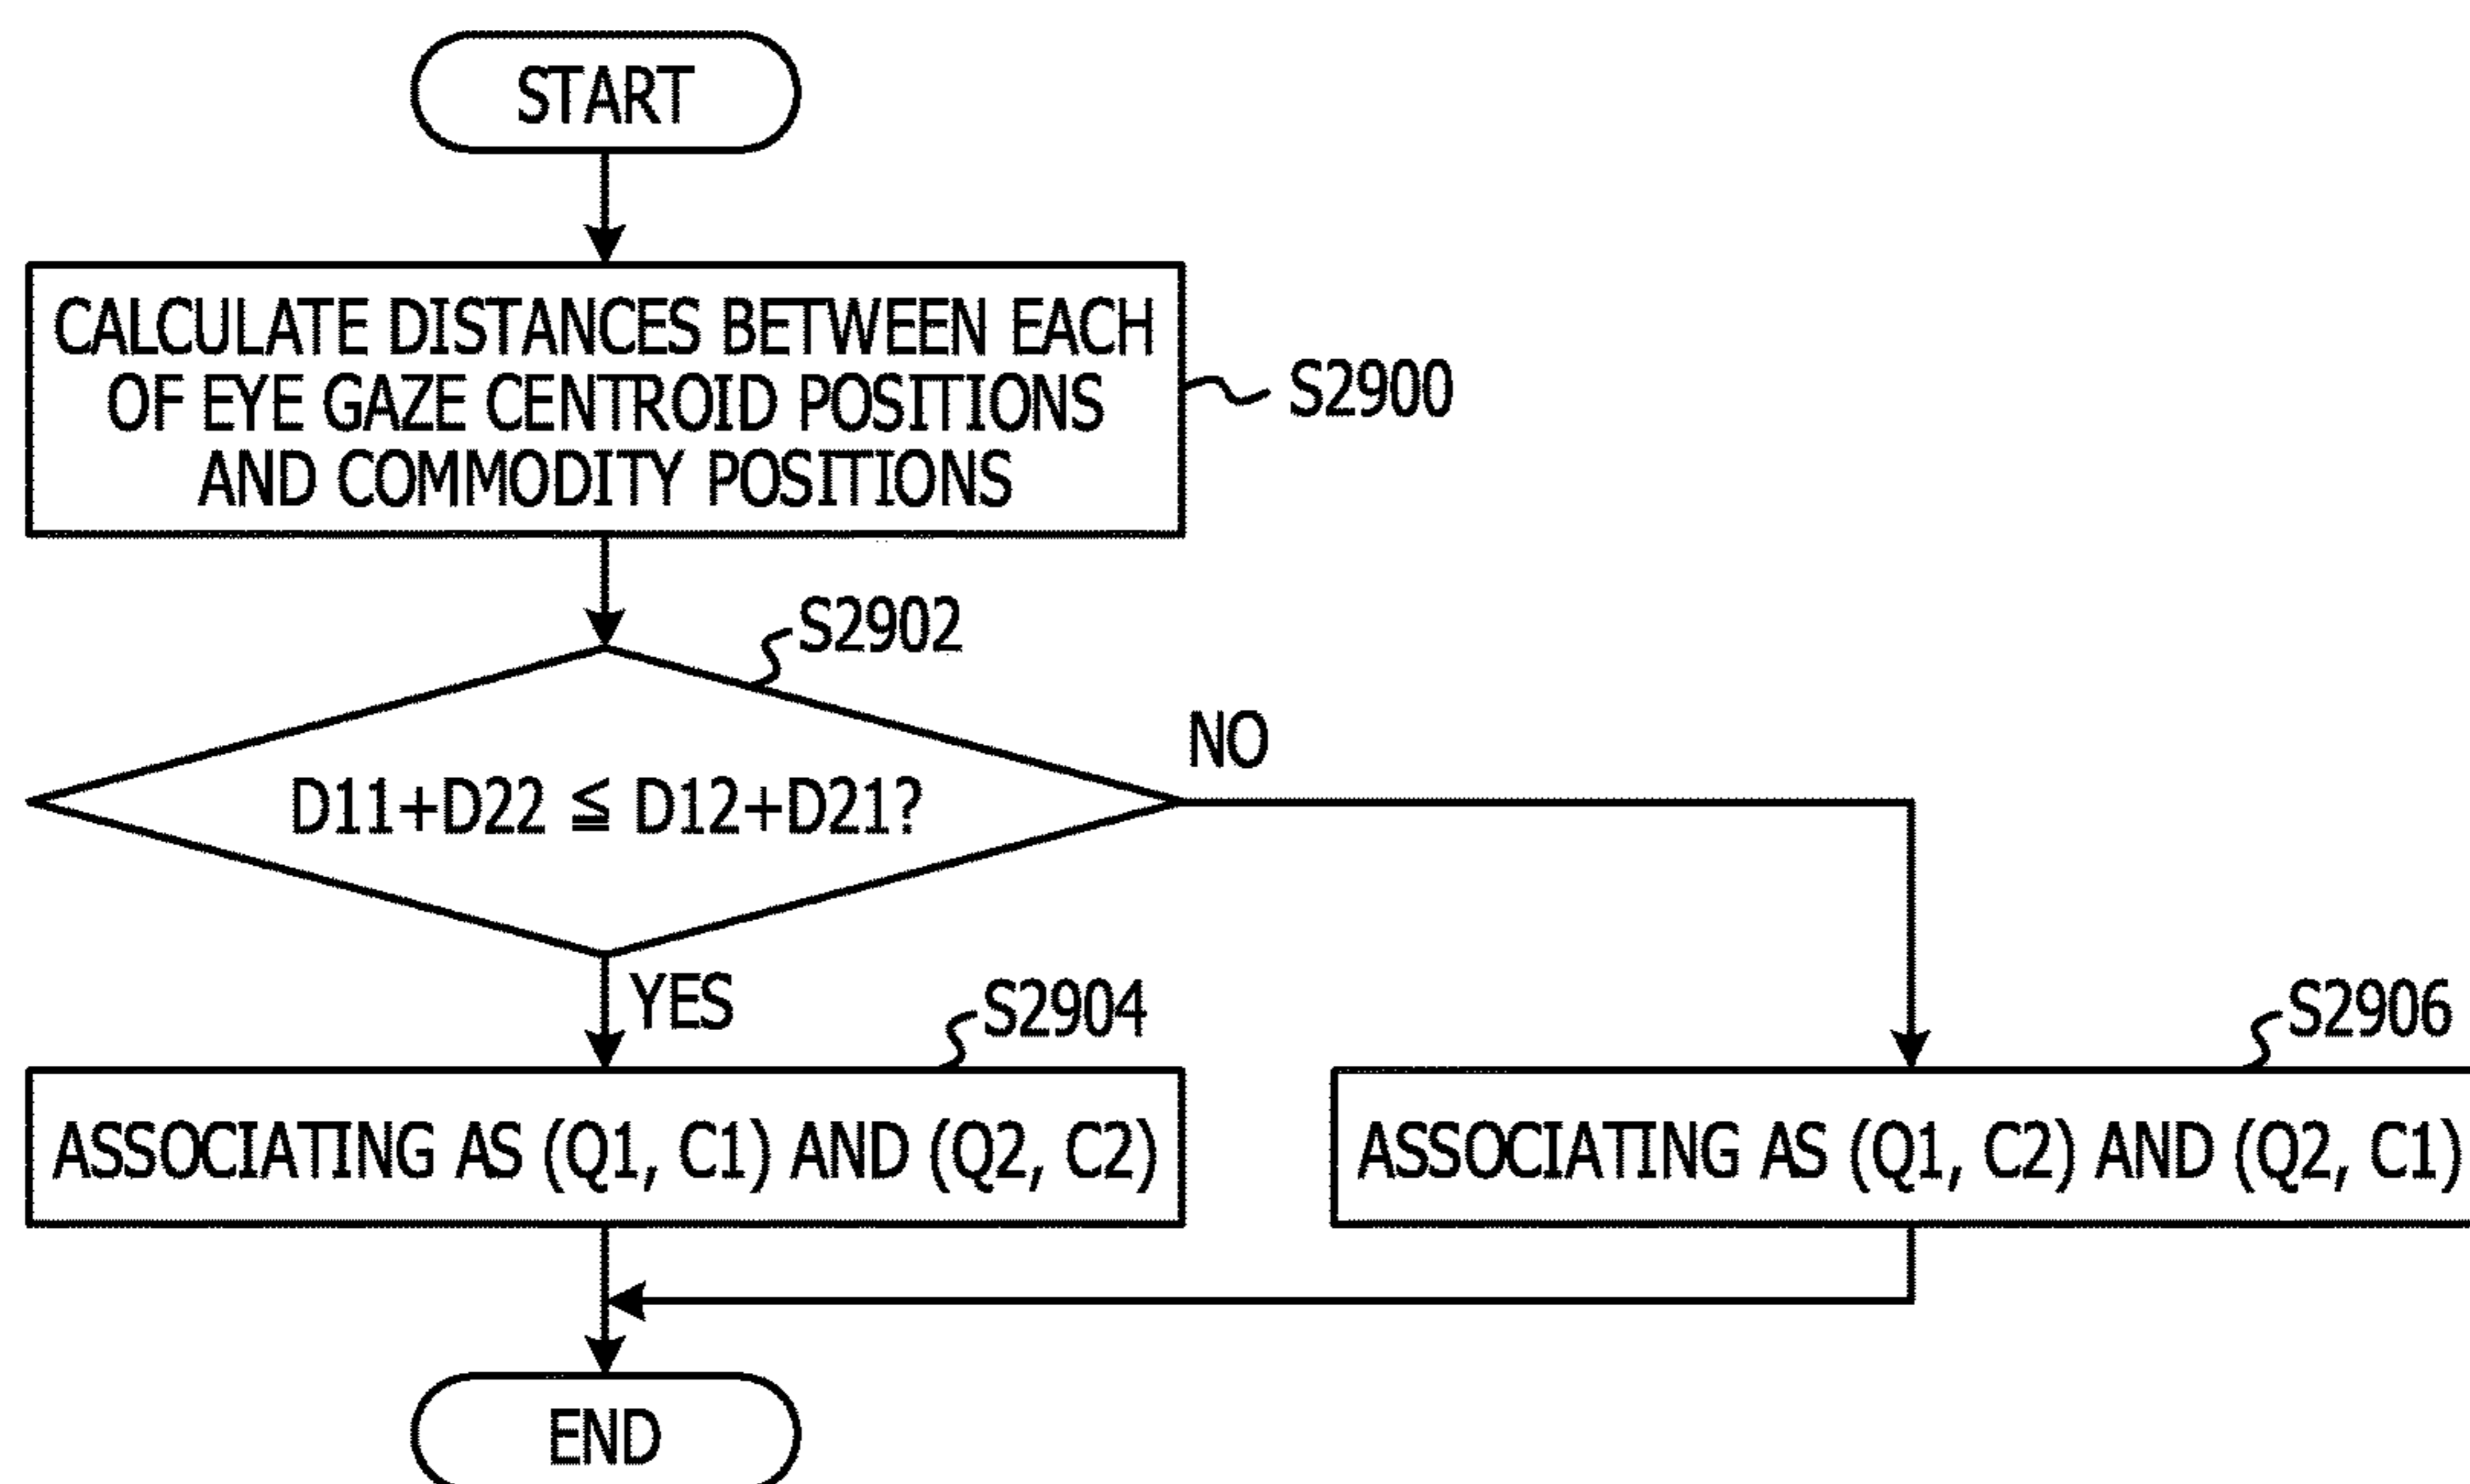 START
CALCULATE DISTANCES BETWEEN EACH
OF EYE GAZE CENTROID POSITIONS
AND COMMODITY POSITIONS
S2900
S2902
D11+D22 ≦ D12+D21?
NO
YES
S2904
S2906
ASSOCIATING AS (Q1, C1) AND (Q2, C2)
ASSOCIATING AS (Q1, C2) AND (Q2, C1)
END